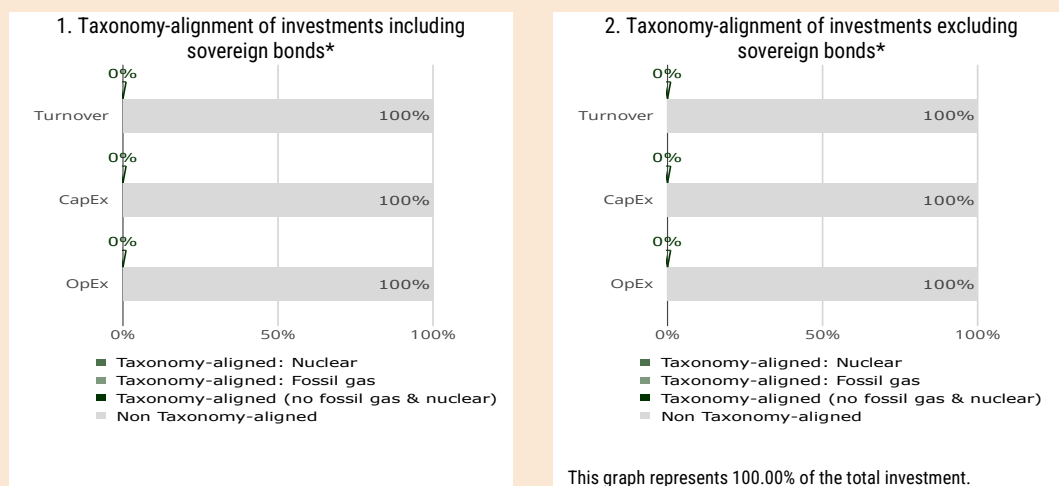 1. Taxonomy-alignment of investments including
sovereign bonds*
0%
Turnover
100%
0%
CapEx
100%
0%
OpEx
100%
0%
50%
100%
Taxonomy-aligned: Nuclear
Taxonomy-aligned: Fossil gas
Taxonomy-aligned (no fossil gas & nuclear)
Non Taxonomy-aligned
2. Taxonomy-alignment of investments excluding
sovereign bonds*
0%
Turnover
100%
0%
CapEx
100%
0%
OpEx
100%
0%
50%
100%
Taxonomy-aligned: Nuclear
Taxonomy-aligned: Fossil gas
Taxonomy-aligned (no fossil gas & nuclear)
Non Taxonomy-aligned
This graph represents 100.00% of the total investment.